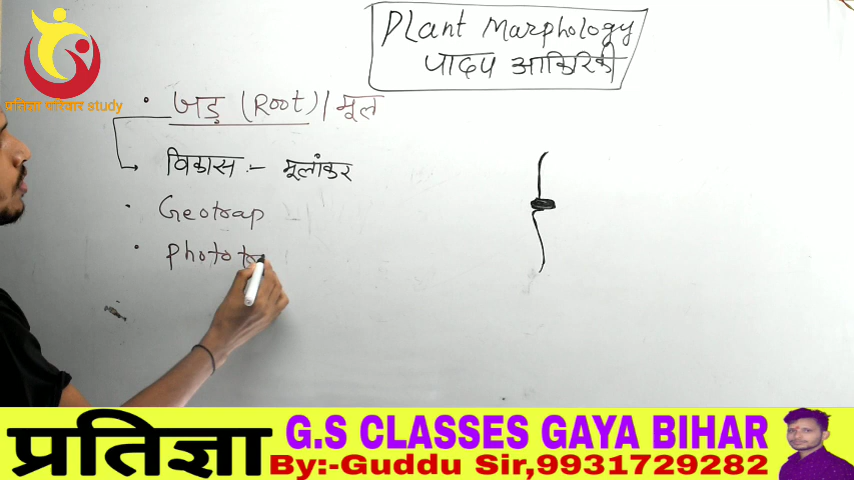 Plant Marphology
पादप आकिरिकी
प्रतिज्ञा परिवार study
• जड़ (Root) / मूल
विकास :- मूलांकर
• Geotrap
• Phototr
प्रतिज्ञा
G.S CLASSES GAYA BIHAR
By:-Guddu Sir,9931729282